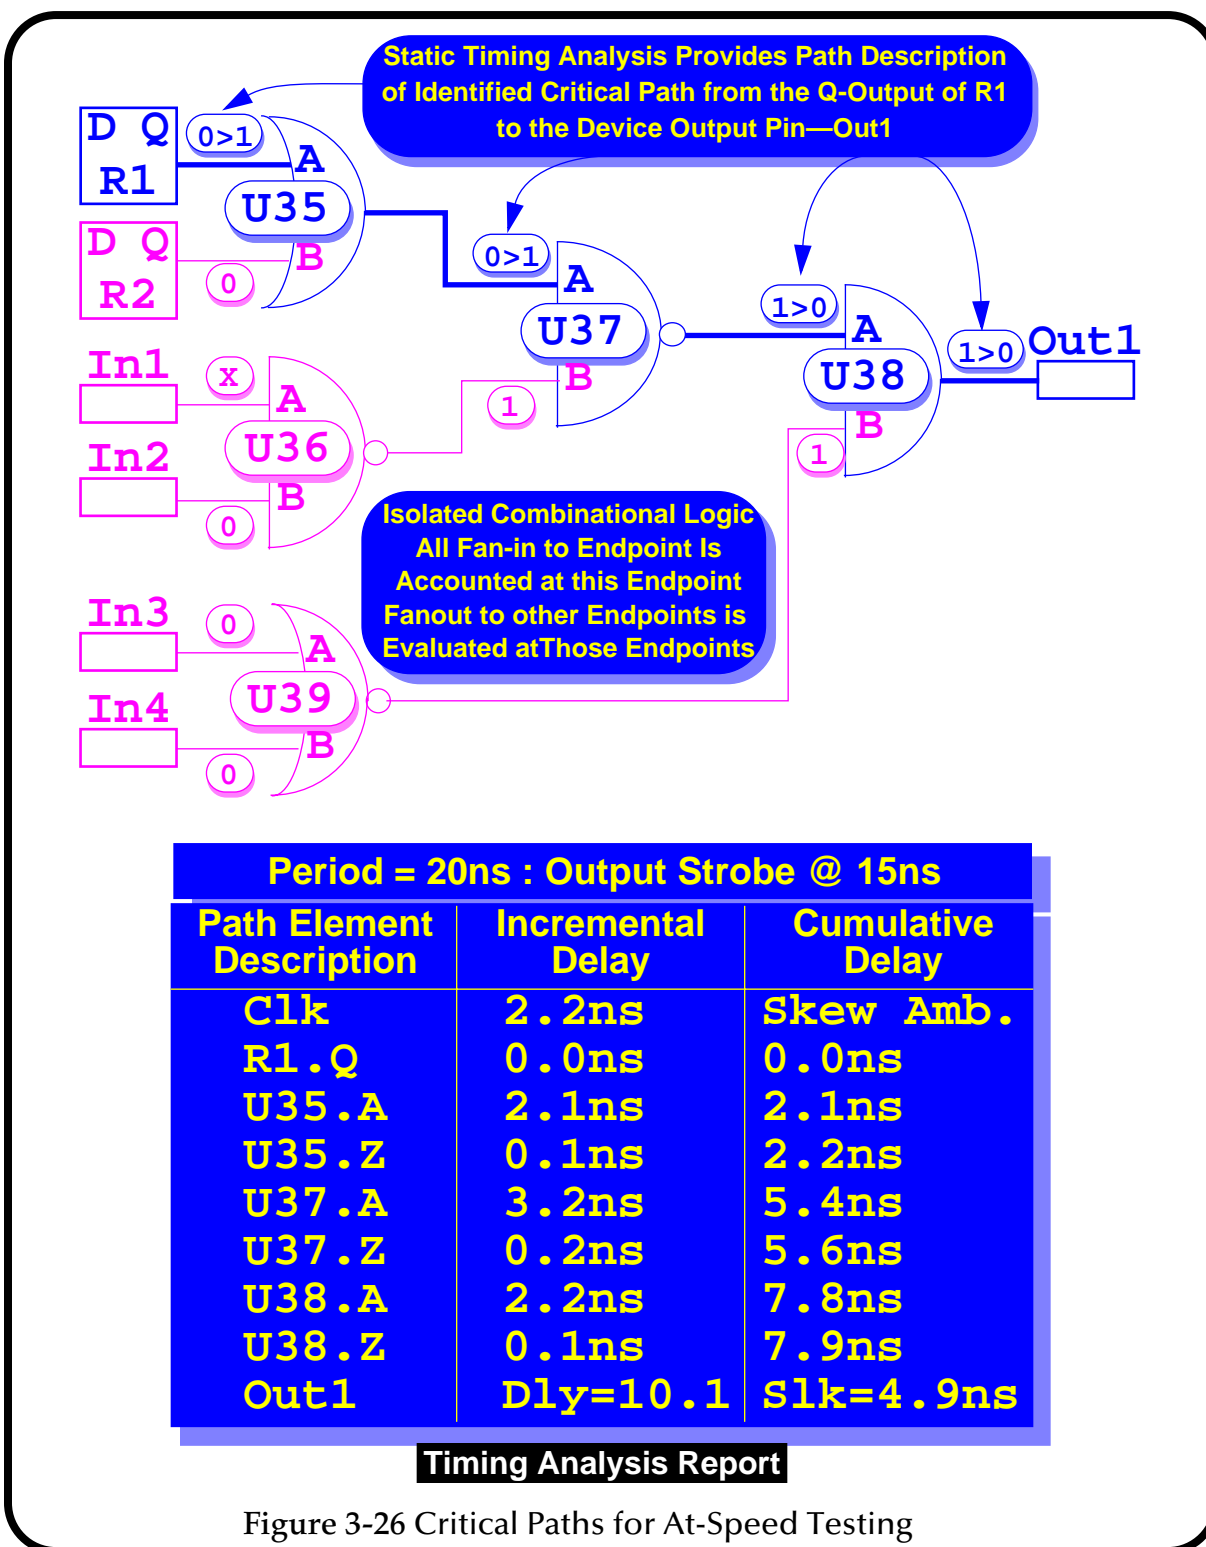 Static Timing Analysis Provides Path Description
of Identified Critical Path from the Q-Output of R1
to the Device Output Pin—Out1
D Q
R1
0>1
A
U35
B
D Q
R2
0
0>1
A
U37
B
1
1>0
A
U38
B
1
1>0
Out1
In1
x
A
U36
In2
B
0
Isolated Combinational Logic
All Fan-in to Endpoint Is
Accounted at this Endpoint
Fanout to other Endpoints is
Evaluated atThose Endpoints
In3
0
A
U39
In4
B
0
Period = 20ns : Output Strobe @ 15ns
Path Element Description Incremental Delay Cumulative Delay
Clk 2.2ns Skew Amb.
R1.Q 0.0ns 0.0ns
U35.A 2.1ns 2.1ns
U35.Z 0.1ns 2.2ns
U37.A 3.2ns 5.4ns
U37.Z 0.2ns 5.6ns
U38.A 2.2ns 7.8ns
U38.Z 0.1ns 7.9ns
Out1 Dly=10.1 Slk=4.9ns
Timing Analysis Report
Figure 3-26 Critical Paths for At-Speed Testing